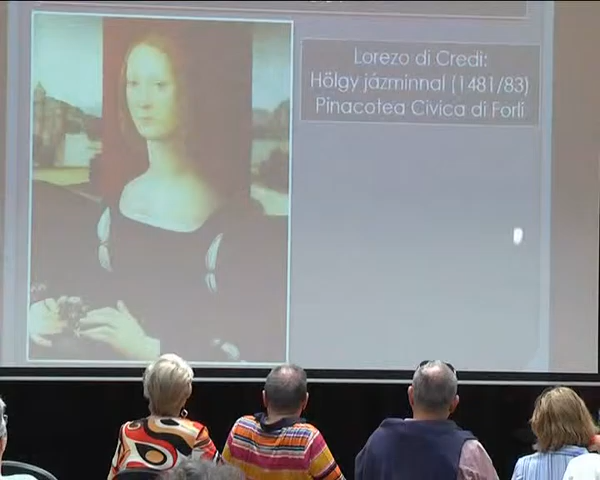 Lorezo di Credi:
Hölgy jázminnal (1481/83)
Pinacotea Civica di Forlì